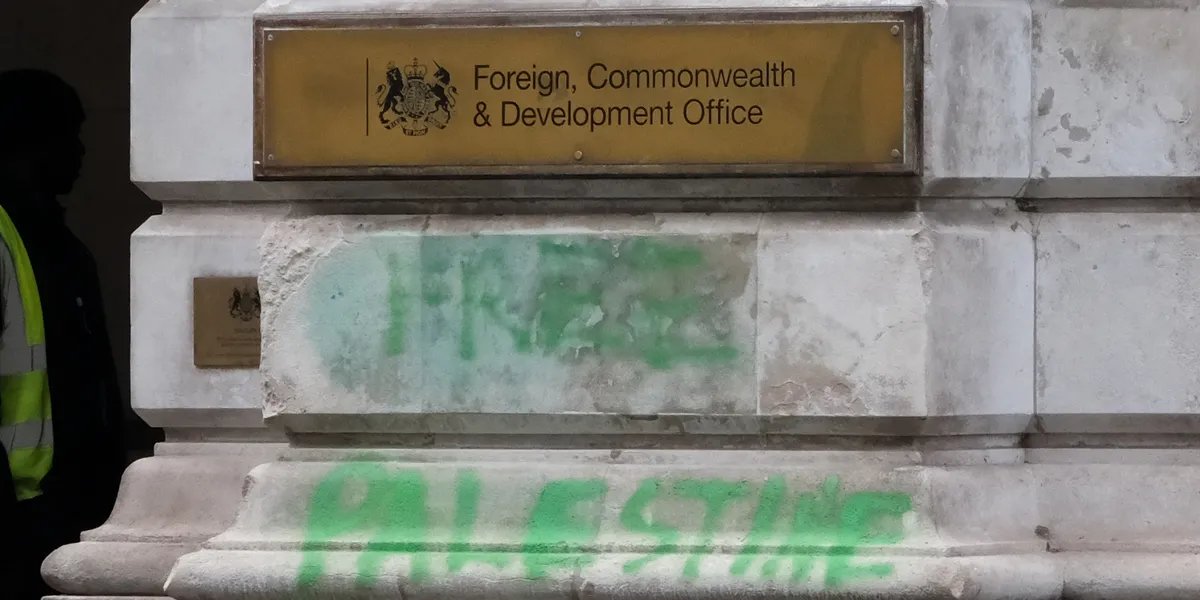 Foreign, Commonwealth
& Development Office
FREE
PALESTINE